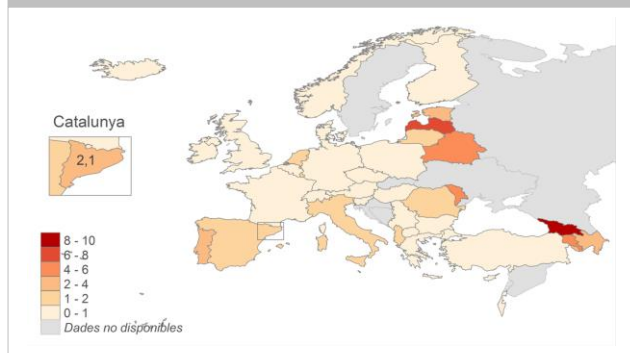 Catalunya
2,1
8 - 10
6 - 8
4 - 6
2 - 4
1 - 2
0 - 1
Dades no disponibles